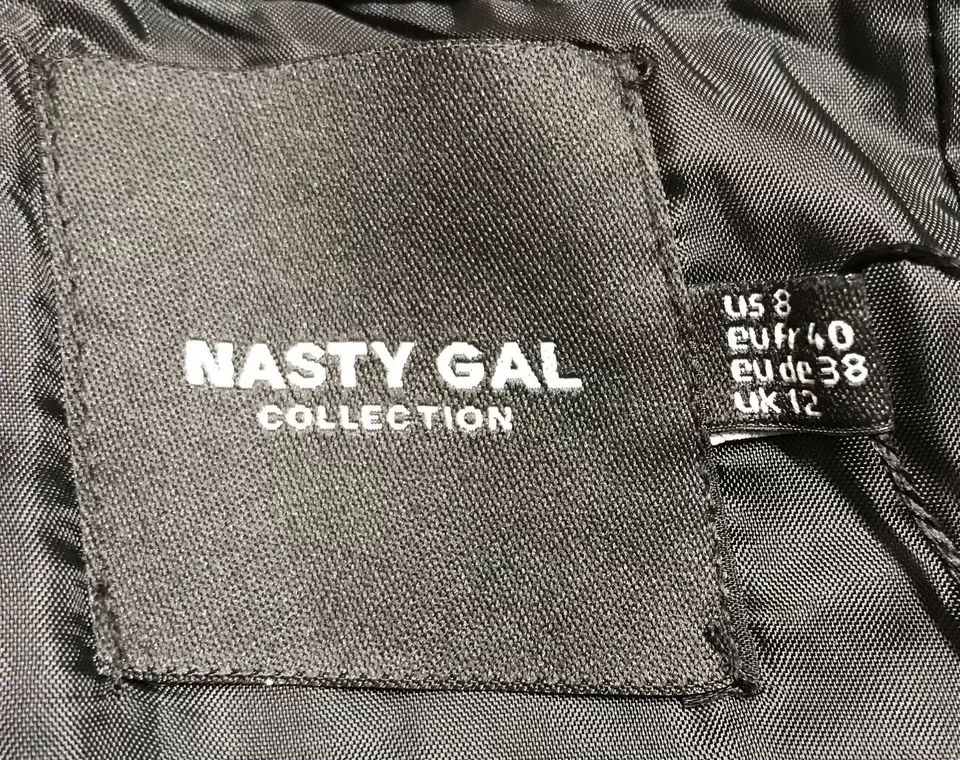 NASTY GAL
COLLECTION
us 8
eu fr 40
eu de 38
uk 12